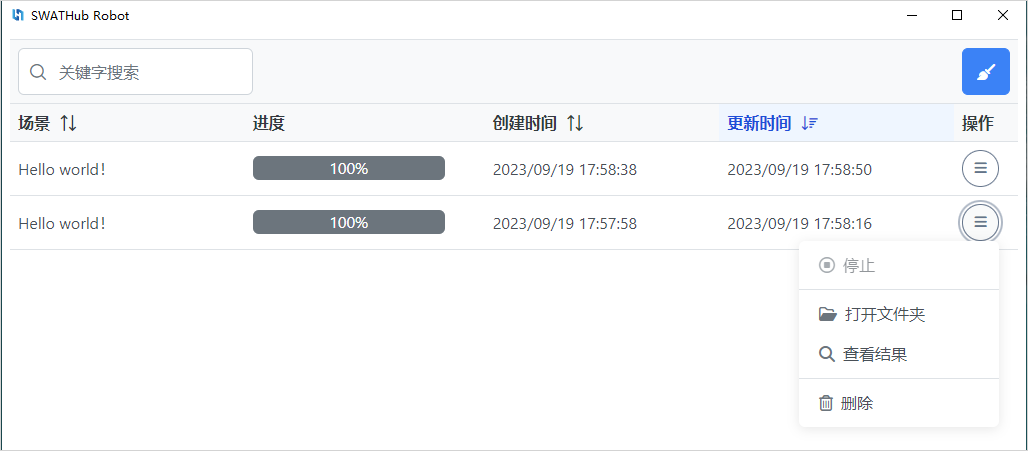 SWATHub Robot
关键字搜索
场景 进度 创建时间 更新时间 操作
Hello world! 100% 2023/09/19 17:58:38 2023/09/19 17:58:50
Hello world! 100% 2023/09/19 17:57:58 2023/09/19 17:58:16
停止
打开文件夹
查看结果
删除